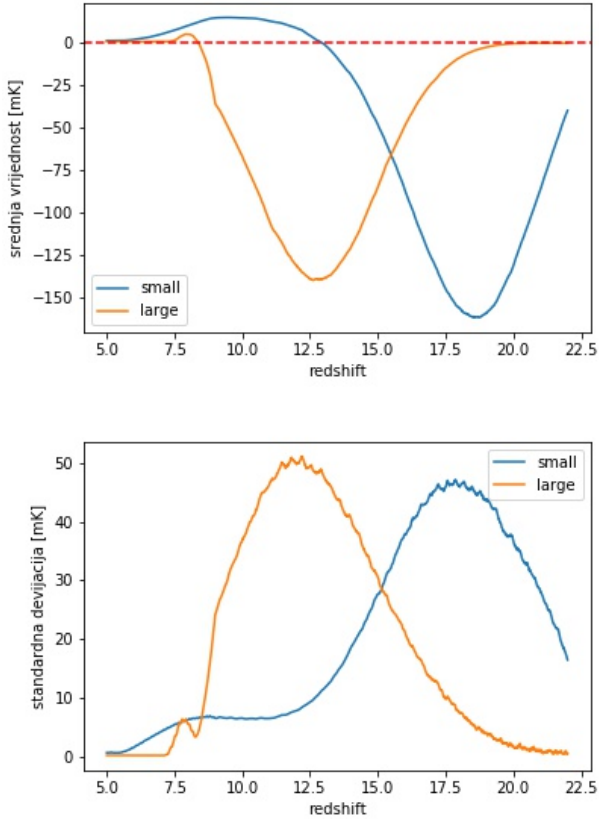 srednja vrijednost [mK]
0
−25
−50
−75
−100
−125
−150
small
large
5.0 7.5 10.0 12.5 15.0 17.5 20.0 22.5
redshift
standardna devijacija [mK]
50
40
30
20
10
0
small
large
5.0 7.5 10.0 12.5 15.0 17.5 20.0 22.5
redshift